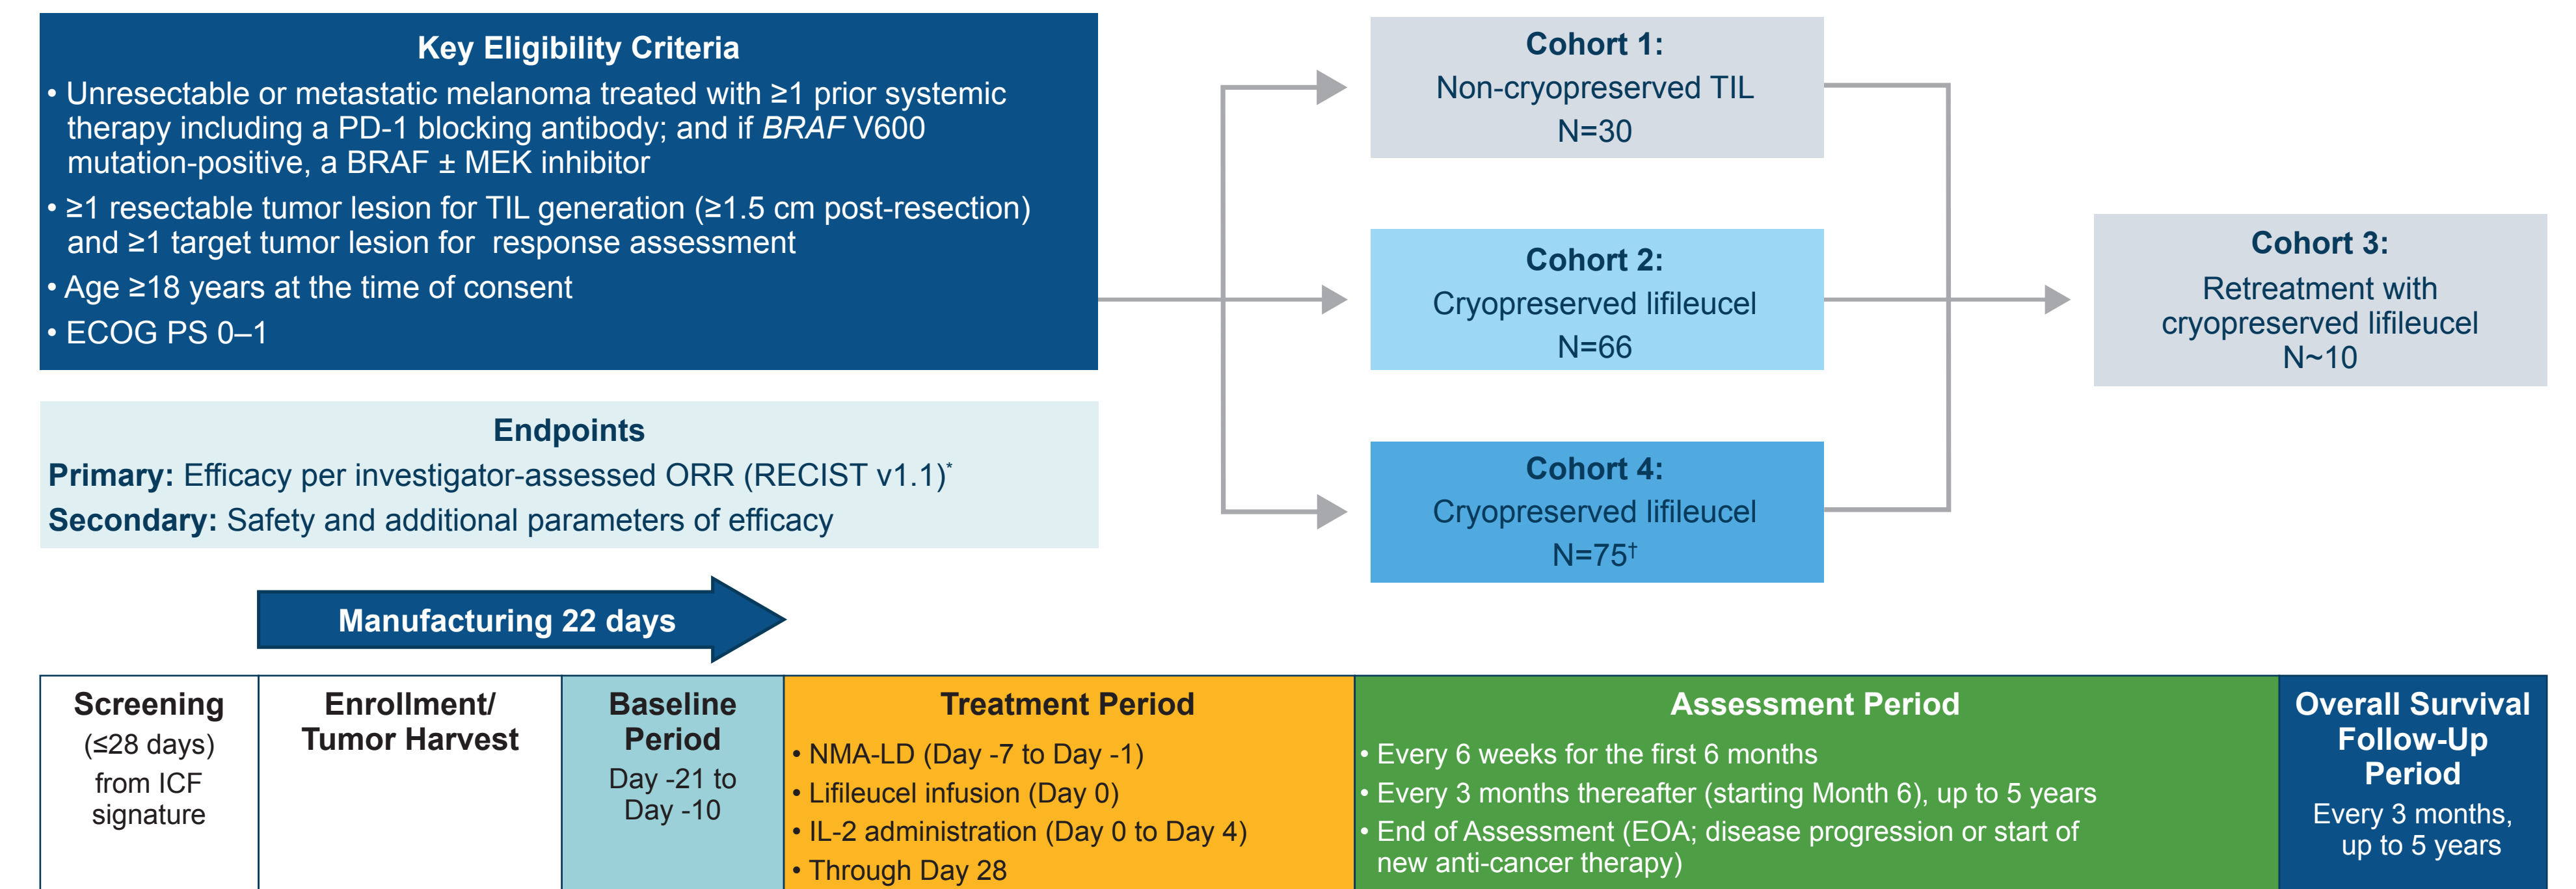 Key Eligibility Criteria
• Unresectable or metastatic melanoma treated with ≥1 prior systemic
therapy including a PD-1 blocking antibody; and if BRAF V600
mutation-positive, a BRAF ± MEK inhibitor
• ≥1 resectable tumor lesion for TIL generation (≥1.5 cm post-resection)
and ≥1 target tumor lesion for response assessment
• Age ≥18 years at the time of consent
• ECOG PS 0–1
Endpoints
Primary: Efficacy per investigator-assessed ORR (RECIST v1.1)*
Secondary: Safety and additional parameters of efficacy
Cohort 1:
Non-cryopreserved TIL
N=30
Cohort 2:
Cryopreserved lifileucel
N=66
Cohort 4:
Cryopreserved lifileucel
N=75†
Cohort 3:
Retreatment with
cryopreserved lifileucel
N~10
Manufacturing 22 days
Screening
(≤28 days)
from ICF
signature
Enrollment/
Tumor Harvest
Baseline
Period
Day -21 to
Day -10
Treatment Period
• NMA-LD (Day -7 to Day -1)
• Lifileucel infusion (Day 0)
• IL-2 administration (Day 0 to Day 4)
• Through Day 28
Assessment Period
• Every 6 weeks for the first 6 months
• Every 3 months thereafter (starting Month 6), up to 5 years
• End of Assessment (EOA; disease progression or start of
new anti-cancer therapy)
Overall Survival
Follow-Up
Period
Every 3 months,
up to 5 years